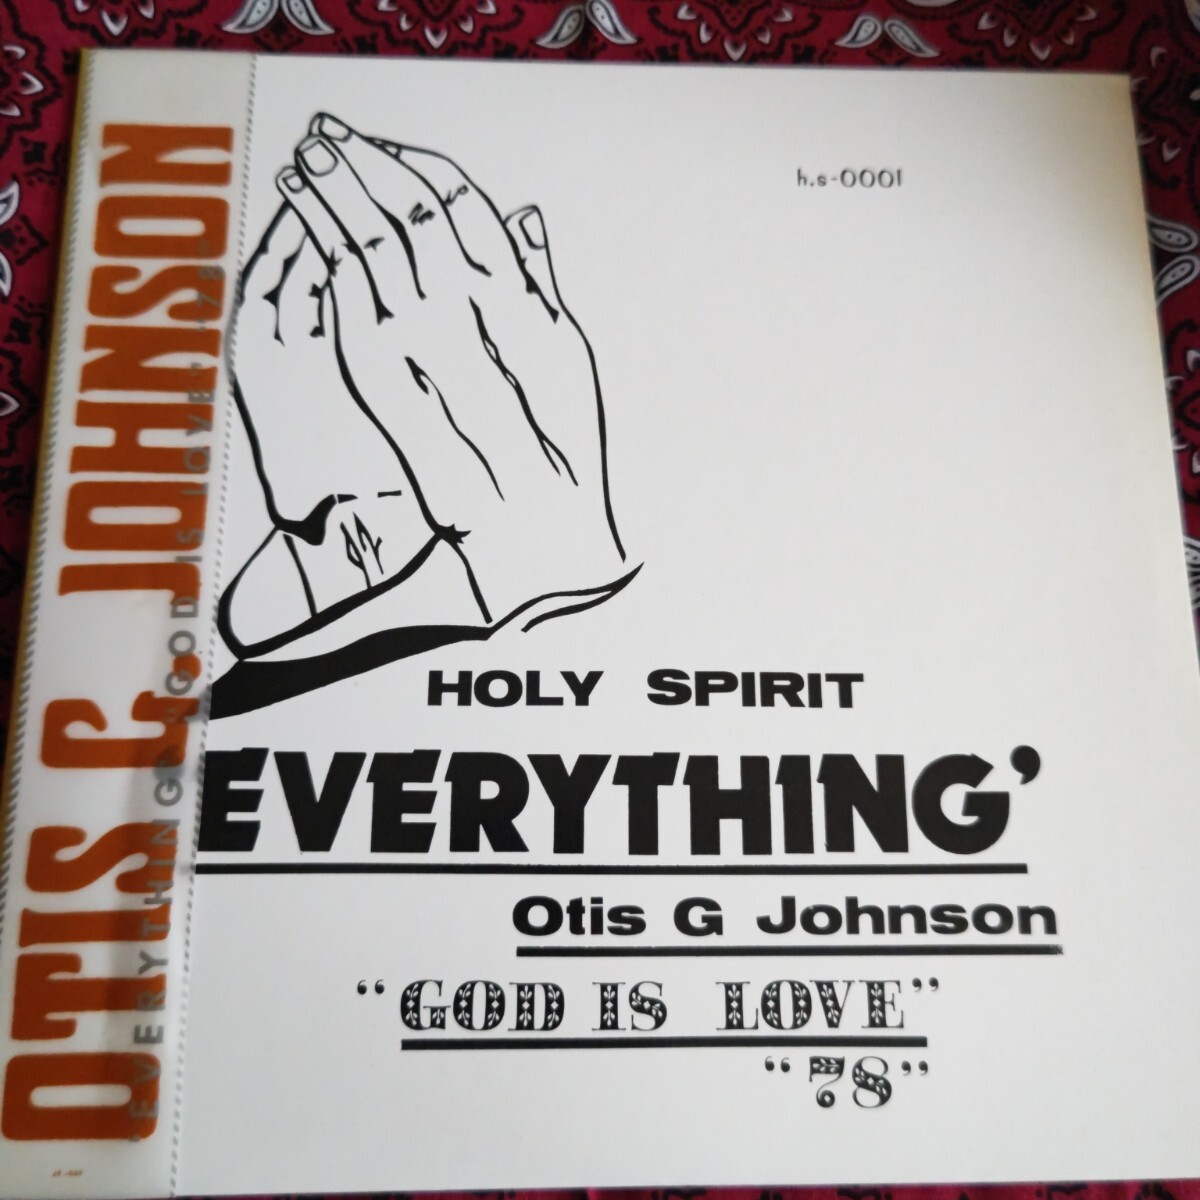 OTIS G. JOHNSON
"EVERYTHING" "GOD IS LOVE" "78"
h.s-0001
HOLY SPIRIT
EVERYTHING’
Otis G Johnson
“GOD IS LOVE”
“78”